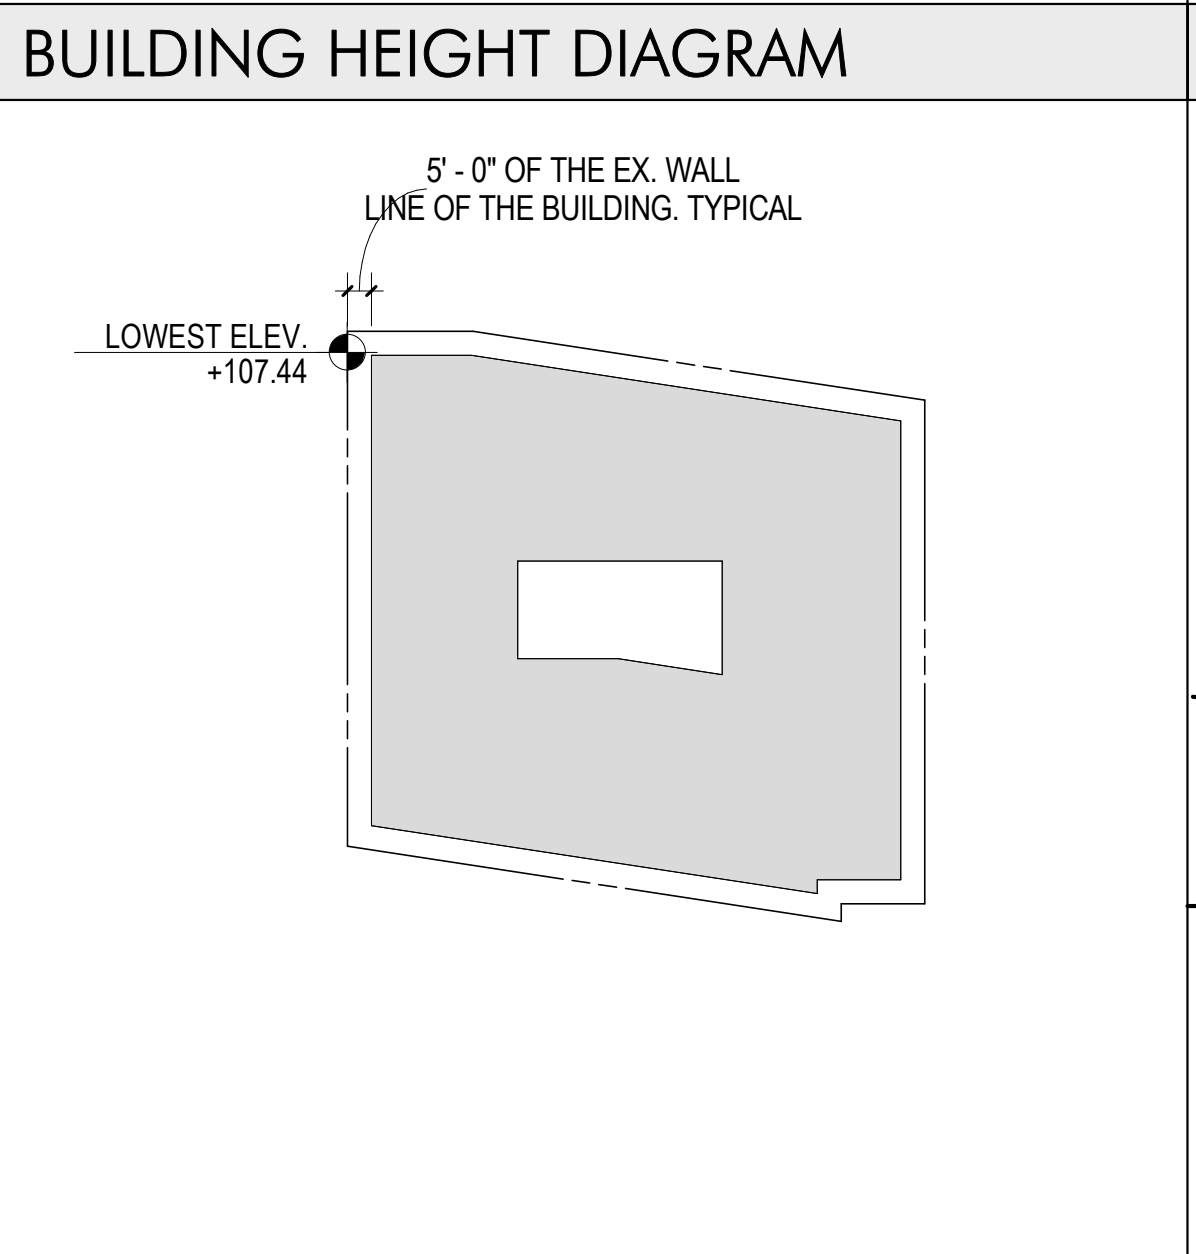 BUILDING HEIGHT DIAGRAM
5' - 0" OF THE EX. WALL
LINE OF THE BUILDING. TYPICAL
LOWEST ELEV.
+107.44